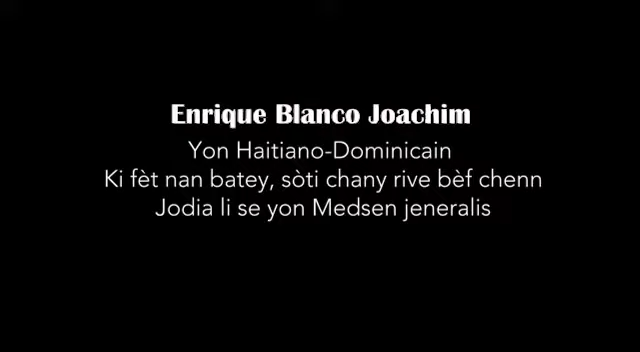 Enrique Blanco Joachim
Yon Haitiano-Dominicain
Ki fèt nan batey, sòti chany rive bèf chenn
Jodia li se yon Medsen jeneralis